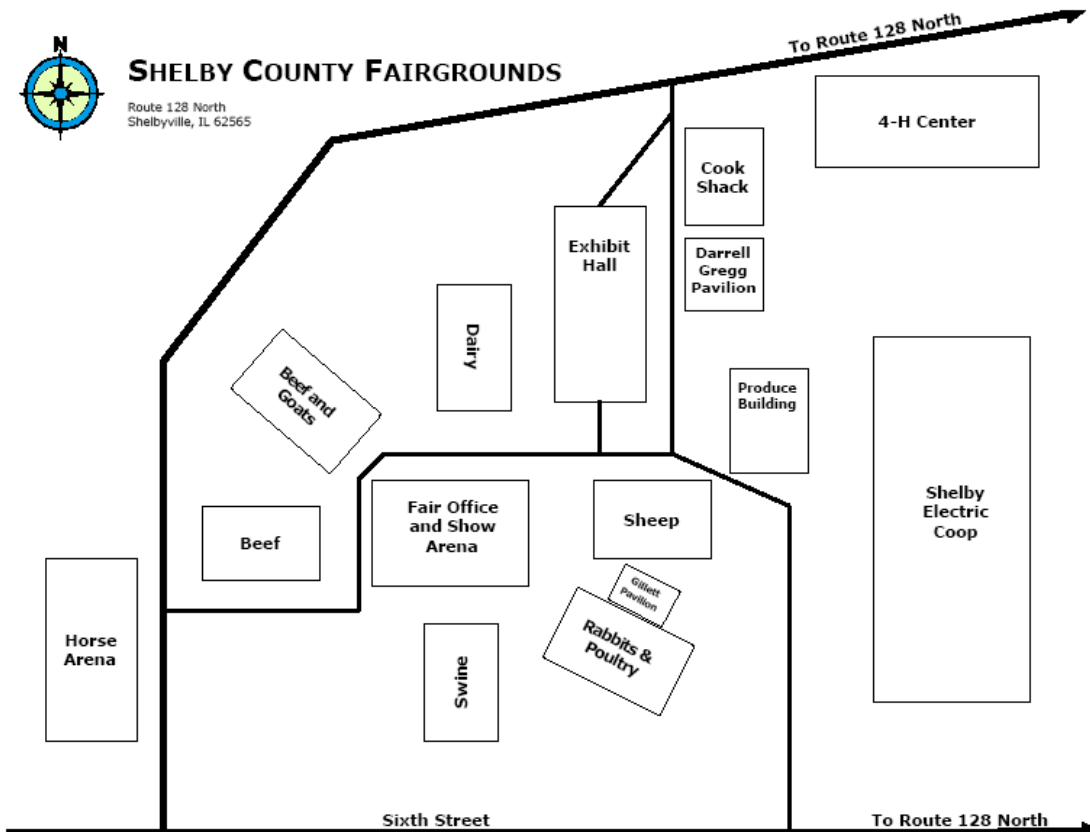 N
SHELBY COUNTY FAIRGROUNDS
Route 128 North
Shelbyville, IL 62565
To Route 128 North
4-H Center
Cook
Shack
Exhibit
Hall
Darrell
Gregg
Pavilion
Dairy
Beef and
Goats
Produce
Building
Fair Office
and Show
Arena
Sheep
Shelby
Electric
Coop
Beef
Gillett
Pavilion
Horse
Arena
Rabbits &
Poultry
Swine
Sixth Street
To Route 128 North